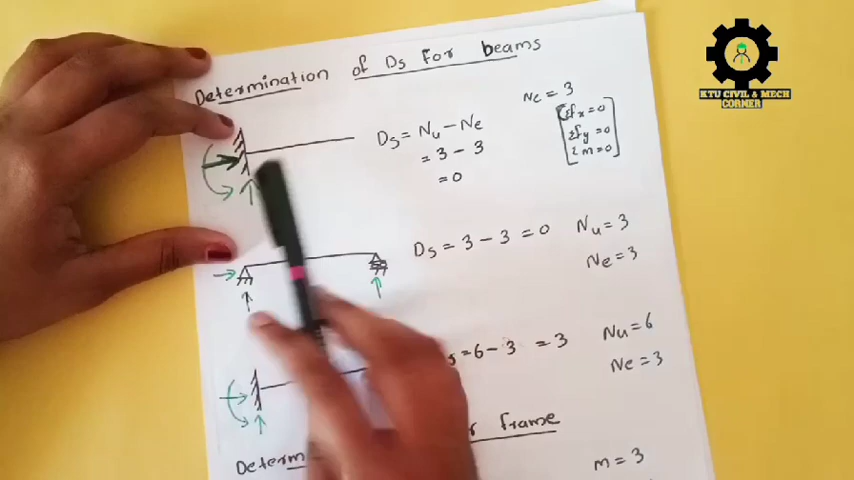 Determination of Ds For beams
Ds = Nu - Ne
= 3 - 3
= 0
Ne = 3
Σfx = 0
Σfy = 0
Σm = 0
Ds = 3 - 3 = 0
Nu = 3
Ne = 3
= 6 - 3 = 3
Nu = 6
Ne = 3
frame
m = 3
KTU CIVIL & MECH
CORNER